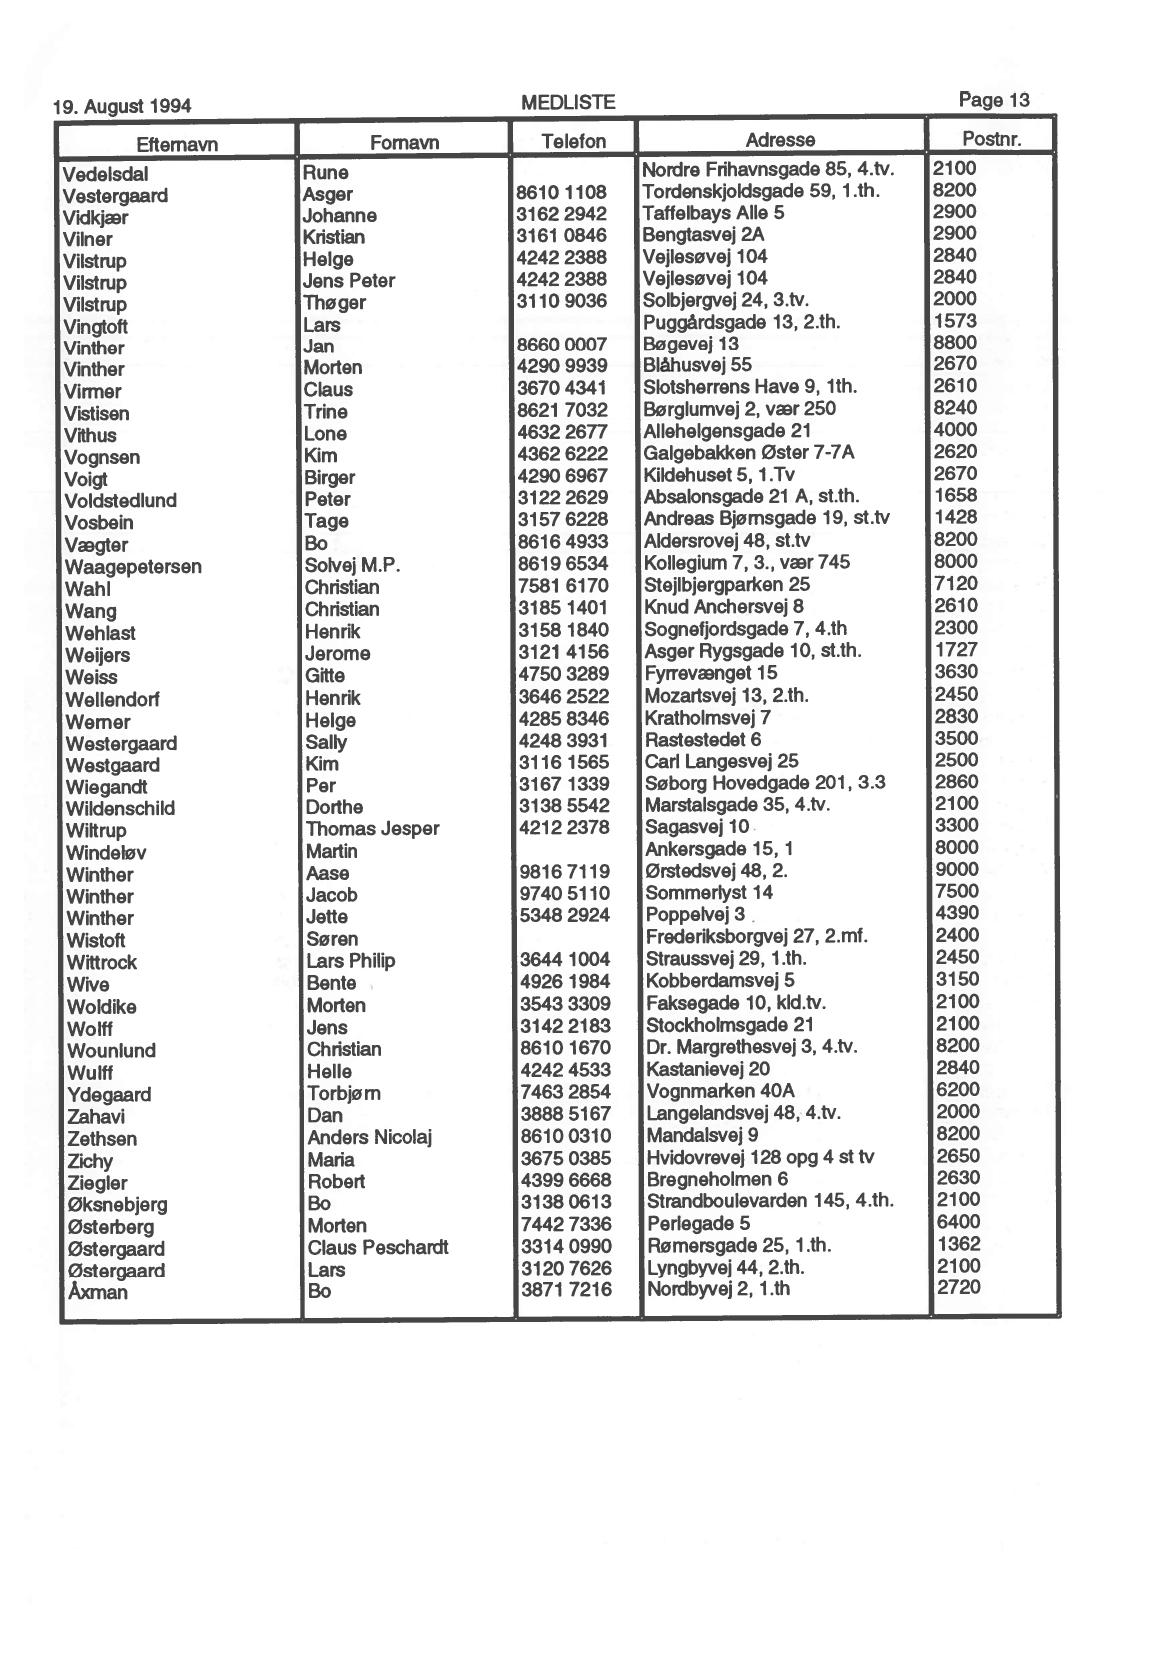 19. August 1994 MEDLISTE Page 13
Efternavn Fornavn Telefon Adresse Postnr.
Vedelsdal Rune Nordre Frihavnsgade 85, 4.tv. 2100
Vestergaard Asger 8610 1108 Tordenskjoldsgade 59, 1.th. 8200
Vidkjær Johanne 3162 2942 Taffelbays Alle 5 2900
Vilner Kristian 3161 0846 Bengtasvej 2A 2900
Vilstrup Helge 4242 2388 Vejlesøvej 104 2840
Vilstrup Jens Peter 4242 2388 Vejlesøvej 104 2840
Vilstrup Thøger 3110 9036 Solbjergvej 24, 3.tv. 2000
Vingtoft Lars Puggårdsgade 13, 2.th. 1573
Vinther Jan 8660 0007 Bøgevej 13 8800
Vinther Morten 4290 9939 Blåhusvej 55 2670
Virmer Claus 3670 4341 Slotsherrens Have 9, 1th. 2610
Vistisen Trine 8621 7032 Børglumvej 2, vær 250 8240
Vithus Lone 4632 2677 Allehelgensgade 21 4000
Vognsen Kim 4362 6222 Galgebakken Øster 7-7A 2620
Voigt Birger 4290 6967 Kildehuset 5, 1.Tv 2670
Voldstedlund Peter 3122 2629 Absalonsgade 21 A, st.th. 1658
Vosbein Tage 3157 6228 Andreas Bjørnsgade 19, st.tv 1428
Vægter Bo 8616 4933 Aldersrovej 48, st.tv 8200
Waagepetersen Solvej M.P. 8619 6534 Kollegium 7, 3., vær 745 8000
Wahl Christian 7581 6170 Stejlbjergparken 25 7120
Wang Christian 3185 1401 Knud Anchersvej 8 2610
Wehlast Henrik 3158 1840 Sognefjordsgade 7, 4.th 2300
Weijers Jerome 3121 4156 Asger Rygsgade 10, st.th. 1727
Weiss Gitte 4750 3289 Fyrrevænget 15 3630
Wellendorf Henrik 3646 2522 Mozartsvej 13, 2.th. 2450
Werner Helge 4285 8346 Kratholmsvej 7 2830
Westergaard Sally 4248 3931 Rastestedet 6 3500
Westgaard Kim 3116 1565 Carl Langesvej 25 2500
Wiegandt Per 3167 1339 Søborg Hovedgade 201, 3.3 2860
Wildenschild Dorthe 3138 5542 Marstalsgade 35, 4.tv. 2100
Wiltrup Thomas Jesper 4212 2378 Sagasvej 10 3300
Windeløv Martin Ankersgade 15, 1 8000
Winther Aase 9816 7119 Ørstedsvej 48, 2. 9000
Winther Jacob 9740 5110 Sommerlyst 14 7500
Winther Jette 5348 2924 Poppelvej 3 4390
Wistoft Søren Frederiksborgvej 27, 2.mf. 2400
Wittrock Lars Philip 3644 1004 Straussvej 29, 1.th. 2450
Wive Bente 4926 1984 Kobberdamsvej 5 3150
Woldike Morten 3543 3309 Faksegade 10, kld.tv. 2100
Wolff Jens 3142 2183 Stockholmsgade 21 2100
Wounlund Christian 8610 1670 Dr. Margrethesvej 3, 4.tv. 8200
Wulff Helle 4242 4533 Kastanievej 20 2840
Ydegaard Torbjørn 7463 2854 Vognmarken 40A 6200
Zahavi Dan 3888 5167 Langelandsvej 48, 4.tv. 2000
Zethsen Anders Nicolaj 8610 0310 Mandalsvej 9 8200
Zichy Maria 3675 0385 Hvidovrevej 128 opg 4 st tv 2650
Ziegler Robert 4399 6668 Bregneholmen 6 2630
Øksnebjerg Bo 3138 0613 Strandboulevarden 145, 4.th. 2100
Østerberg Morten 7442 7336 Perlegade 5 6400
Østergaard Claus Peschardt 3314 0990 Rømersgade 25, 1.th. 1362
Østergaard Lars 3120 7626 Lyngbyvej 44, 2.th. 2100
Åxman Bo 3871 7216 Nordbyvej 2, 1.th 2720